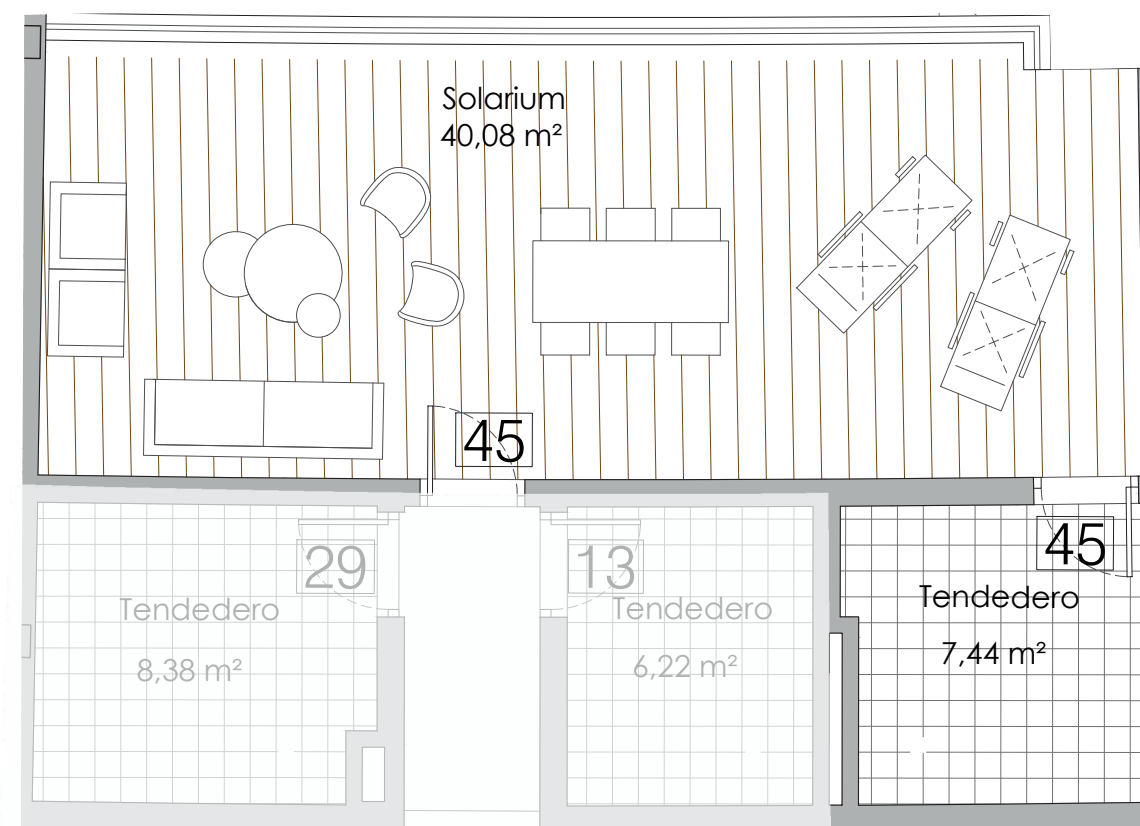 Solarium
40,08 m²
45
29
13
45
Tendedero
8,38 m²
Tendedero
6,22 m²
Tendedero
7,44 m²